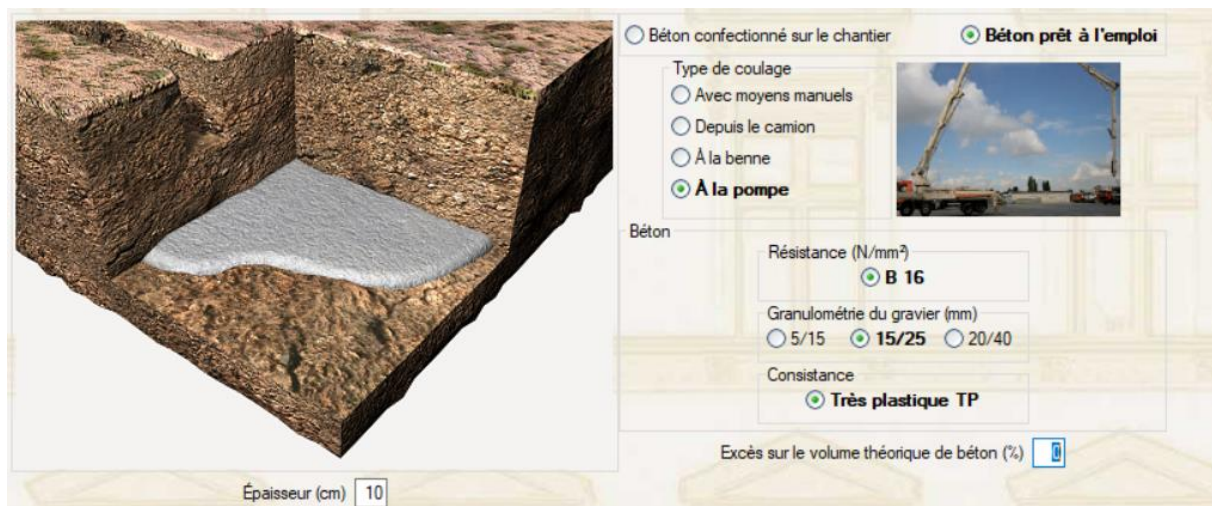 Béton confectionné sur le chantier
Béton prêt à l'emploi
Type de coulage
Avec moyens manuels
Depuis le camion
À la benne
À la pompe
Béton
Résistance (N/mm²)
B 16
Granulométrie du gravier (mm)
5/15 15/25 20/40
Consistance
Très plastique TP
Excès sur le volume théorique de béton (%) 0
Épaisseur (cm) 10